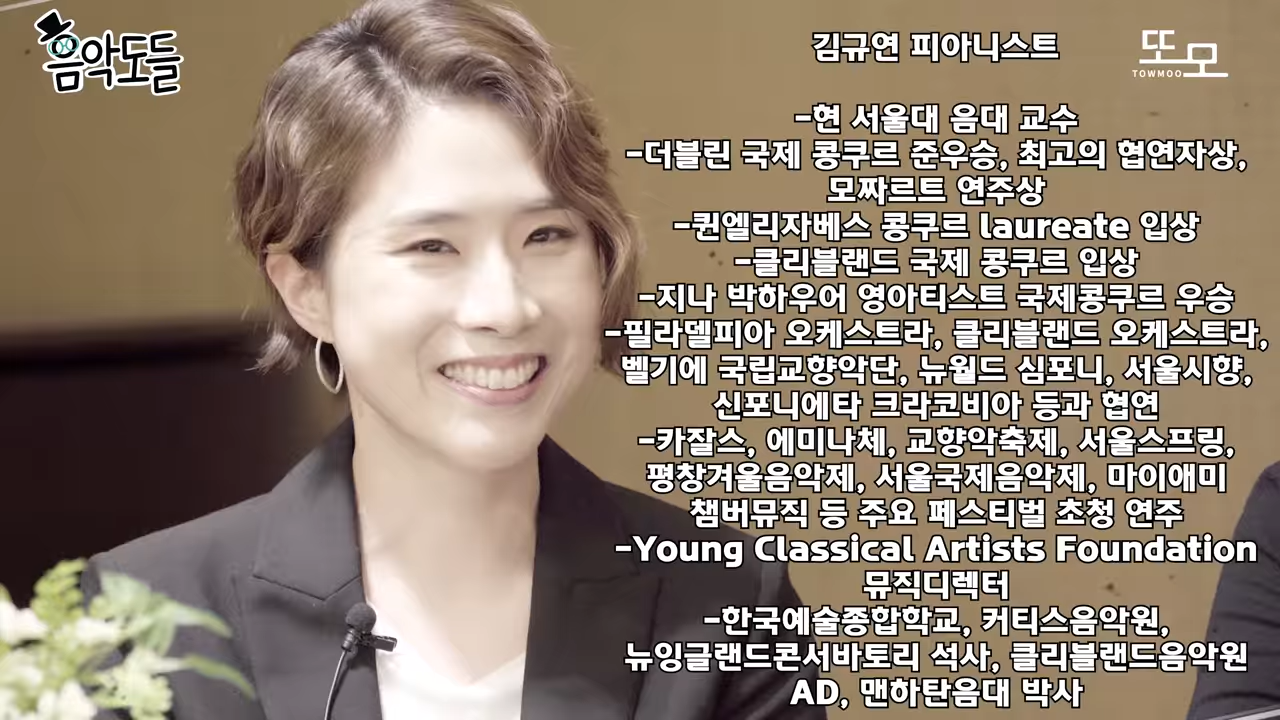 음악도들
김규연 피아니스트
또모
TOWMOO
-현 서울대 음대 교수
-더블린 국제 콩쿠르 준우승, 최고의 협연자상,
모짜르트 연주상
-퀸엘리자베스 콩쿠르 laureate 입상
-클리블랜드 국제 콩쿠르 입상
-지나 박하우어 영아티스트 국제콩쿠르 우승
-필라델피아 오케스트라, 클리블랜드 오케스트라,
벨기에 국립교향악단, 뉴월드 심포니, 서울시향,
신포니에타 크라코비아 등과 협연
-카잘스, 에미나체, 교향악축제, 서울스프링,
평창겨울음악제, 서울국제음악제, 마이애미
챔버뮤직 등 주요 페스티벌 초청 연주
-Young Classical Artists Foundation
뮤직디렉터
-한국예술종합학교, 커티스음악원,
뉴잉글랜드콘서바토리 석사, 클리블랜드음악원
AD, 맨하탄음대 박사